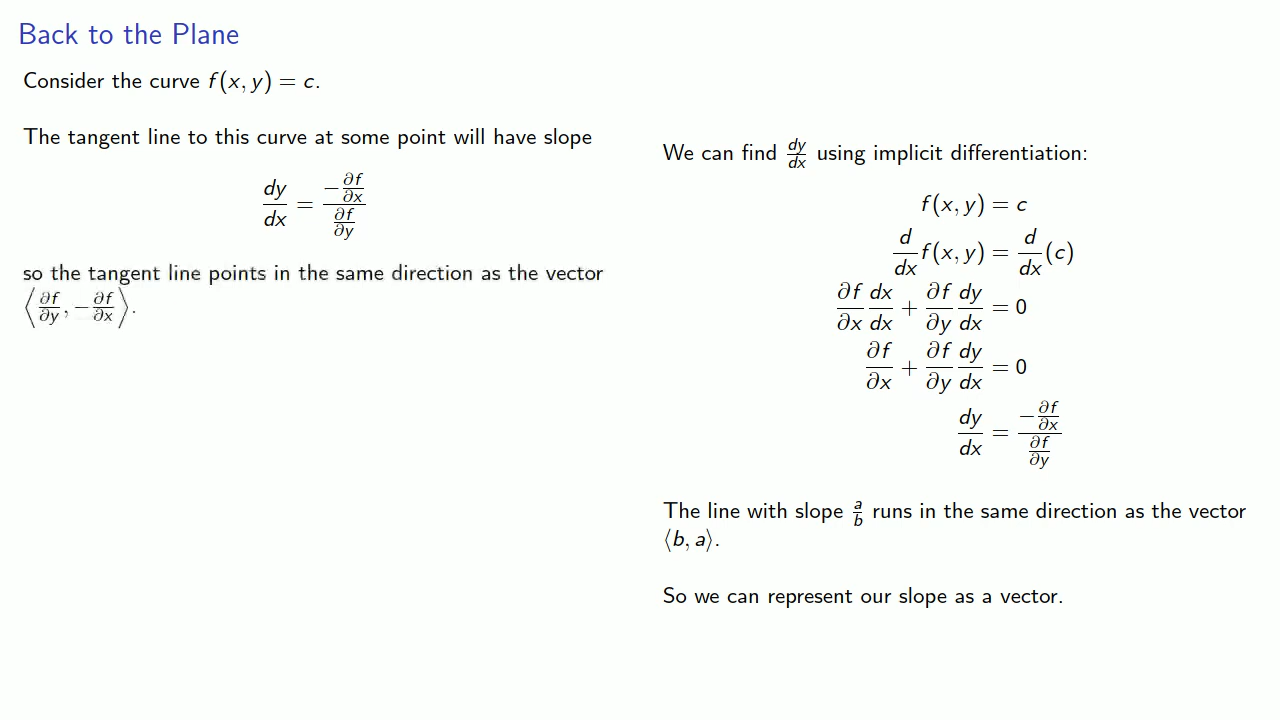 Back to the Plane
Consider the curve f(x, y) = c.
The tangent line to this curve at some point will have slope
dy/dx = (−∂f/∂x)/(∂f/∂y)
so the tangent line points in the same direction as the vector
⟨∂f/∂y, −∂f/∂x⟩.
We can find dy/dx using implicit differentiation:
f(x, y) = c
d/dx f(x, y) = d/dx (c)
∂f/∂x dx/dx + ∂f/∂y dy/dx = 0
∂f/∂x + ∂f/∂y dy/dx = 0
dy/dx = (−∂f/∂x)/(∂f/∂y)
The line with slope a/b runs in the same direction as the vector
⟨b, a⟩.
So we can represent our slope as a vector.